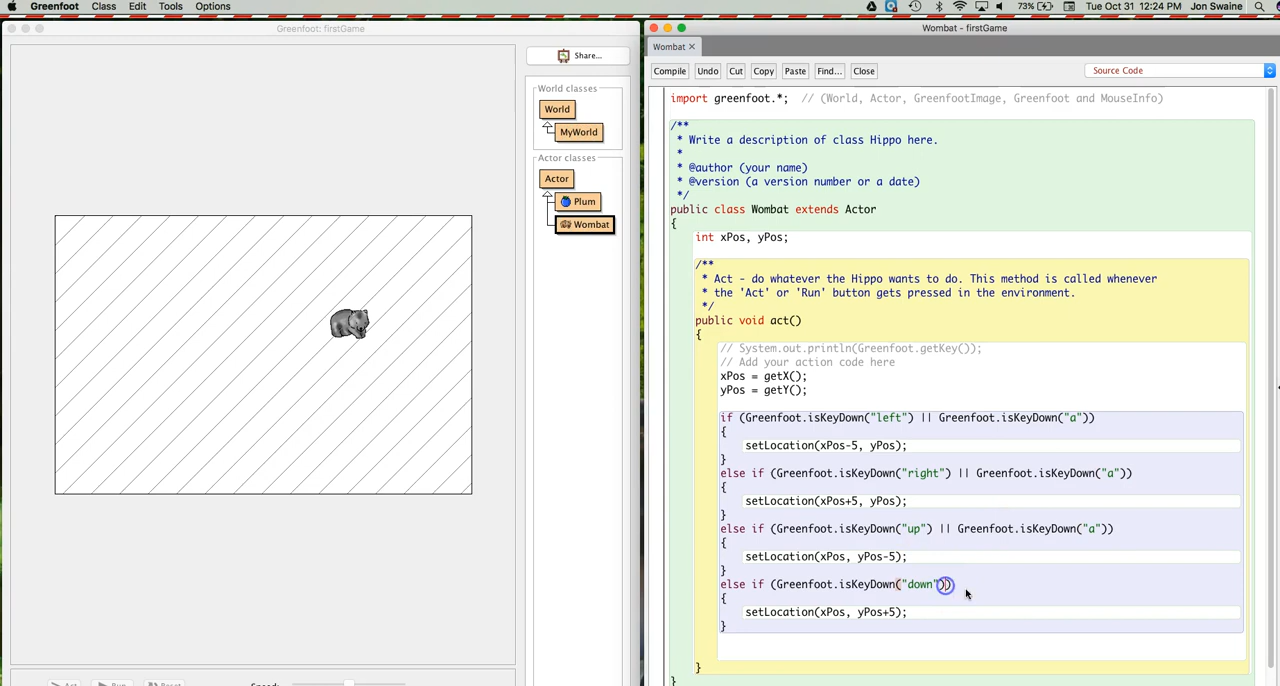 Greenfoot Class Edit Tools Options 73% Tue Oct 31 12:24 PM Jon Swaine
Greenfoot: firstGame
Wombat - firstGame
Wombat ×
Share...
Compile Undo Cut Copy Paste Find... Close Source Code
World classes
World
MyWorld
Actor classes
Actor
Plum
Wombat
import greenfoot.*; // (World, Actor, GreenfootImage, Greenfoot and MouseInfo)
/**
* Write a description of class Hippo here.
*
* @author (your name)
* @version (a version number or a date)
*/
public class Wombat extends Actor
{
int xPos, yPos;
/**
* Act - do whatever the Hippo wants to do. This method is called whenever
* the 'Act' or 'Run' button gets pressed in the environment.
*/
public void act()
{
// System.out.println(Greenfoot.getKey());
// Add your action code here
xPos = getX();
yPos = getY();
if (Greenfoot.isKeyDown("left") || Greenfoot.isKeyDown("a"))
{
setLocation(xPos-5, yPos);
}
else if (Greenfoot.isKeyDown("right") || Greenfoot.isKeyDown("a"))
{
setLocation(xPos+5, yPos);
}
else if (Greenfoot.isKeyDown("up") || Greenfoot.isKeyDown("a"))
{
setLocation(xPos, yPos-5);
}
else if (Greenfoot.isKeyDown("down"))
{
setLocation(xPos, yPos+5);
}
}
}
Act Run Reset Speed: